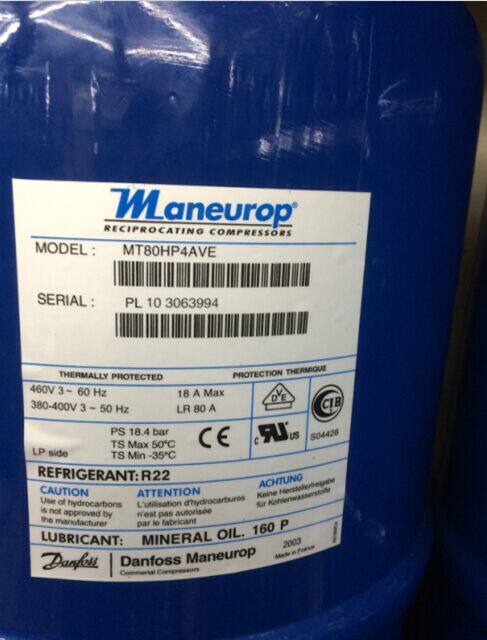 Maneurop®
RECIPROCATING COMPRESSORS
MODEL : MT80HP4AVE
SERIAL : PL 10 3063994
THERMALLY PROTECTED PROTECTION THERMIQUE
460V 3 ~ 60 Hz 18 A Max
380-400V 3 ~ 50 Hz LR 80 A
VDE
CIB
PS 18.4 bar
TS Max 50°C
LP side TS Min -35°C
CE
c UR US
S04426
REFRIGERANT: R22
CAUTION
Use of hydrocarbons
is not approved by
the manufacturer
ATTENTION
L'utilisation d'hydrocarbures
n'est pas autorisée
par le fabricant
ACHTUNG
Keine Herstellerfreigabe
für Kohlenwasserstoffe
LUBRICANT: MINERAL OIL. 160 P
Danfoss
Danfoss Maneurop
Commercial Compressors
2003
Made in France